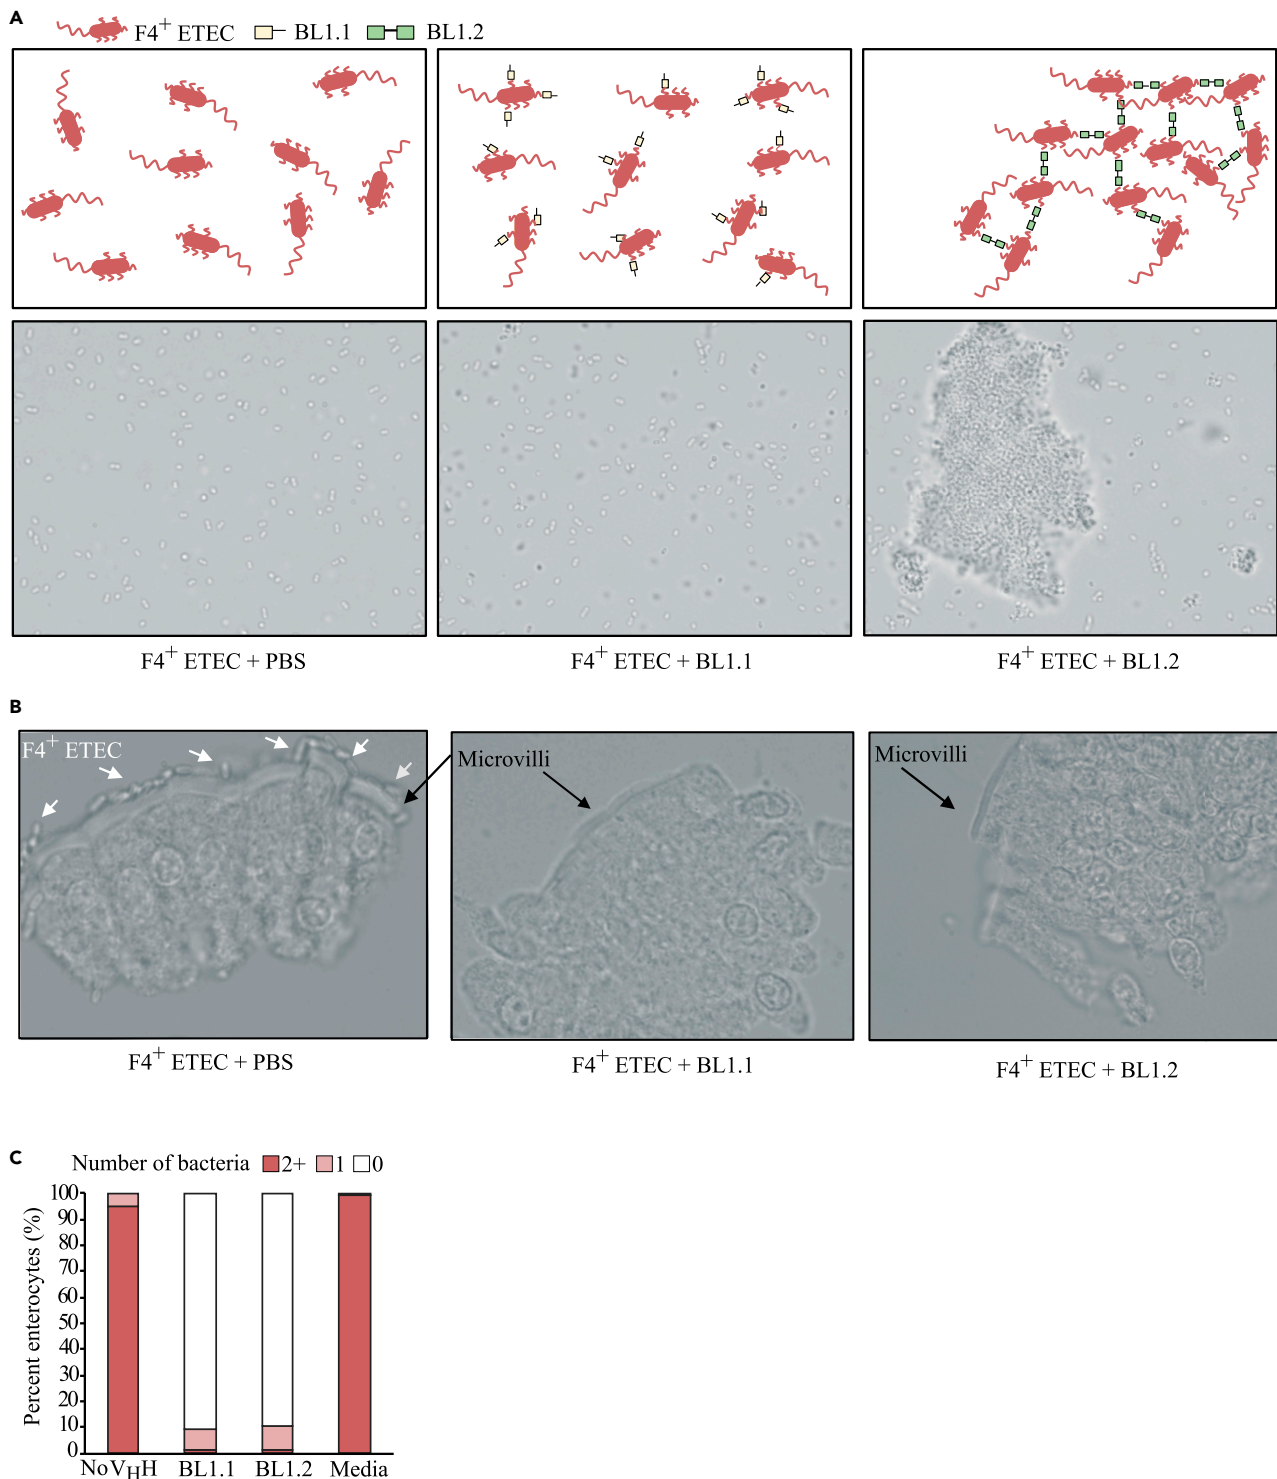 A
F4+ ETEC BL1.1 BL1.2
F4+ ETEC + PBS
F4+ ETEC + BL1.1
F4+ ETEC + BL1.2
B
F4+ ETEC
Microvilli
Microvilli
F4+ ETEC + PBS
F4+ ETEC + BL1.1
F4+ ETEC + BL1.2
C
Number of bacteria 2+ 1 0
Percent enterocytes (%)
100
90
80
70
60
50
40
30
20
10
0
No VHH BL1.1 BL1.2 Media